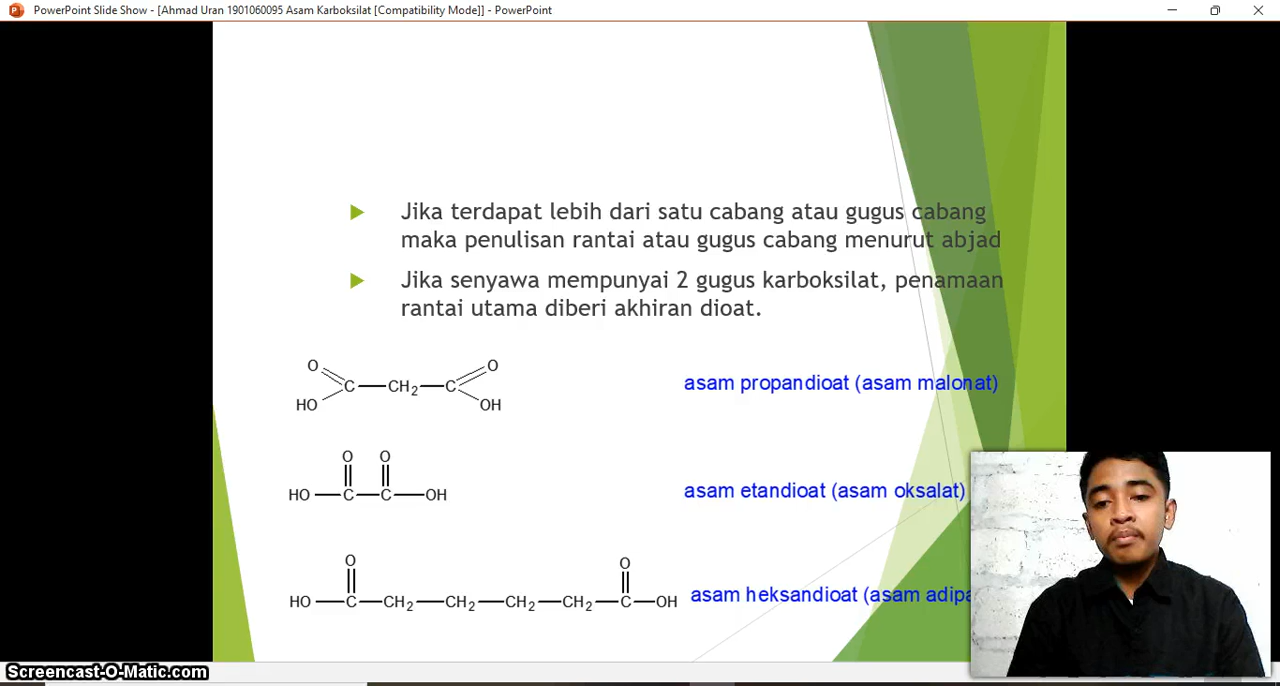 PowerPoint Slide Show - [Ahmad Uran 1901060095 Asam Karboksilat [Compatibility Mode]] - PowerPoint
Jika terdapat lebih dari satu cabang atau gugus cabang
maka penulisan rantai atau gugus cabang menurut abjad
Jika senyawa mempunyai 2 gugus karboksilat, penamaan
rantai utama diberi akhiran dioat.
O O
C CH2 C
HO OH
asam propandioat (asam malonat)
O O
HO C C OH
asam etandioat (asam oksalat)
O O
HO C CH2 CH2 CH2 CH2 C OH
asam heksandioat (asam adipa
Screencast-O-Matic.com